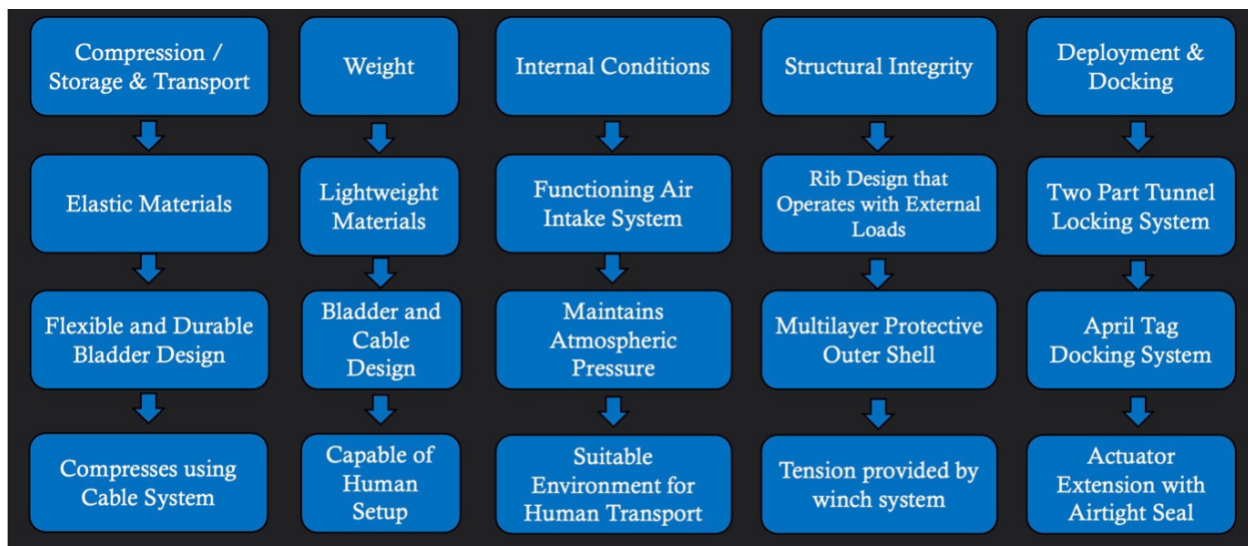 Compression /
Storage & Transport
Weight
Internal Conditions
Structural Integrity
Deployment &
Docking
Elastic Materials
Lightweight
Materials
Functioning Air
Intake System
Rib Design that
Operates with External
Loads
Two Part Tunnel
Locking System
Flexible and Durable
Bladder Design
Bladder and
Cable
Design
Maintains
Atmospheric
Pressure
Multilayer Protective
Outer Shell
April Tag
Docking System
Compresses using
Cable System
Capable of
Human
Setup
Suitable
Environment for
Human Transport
Tension provided by
winch system
Actuator
Extension with
Airtight Seal